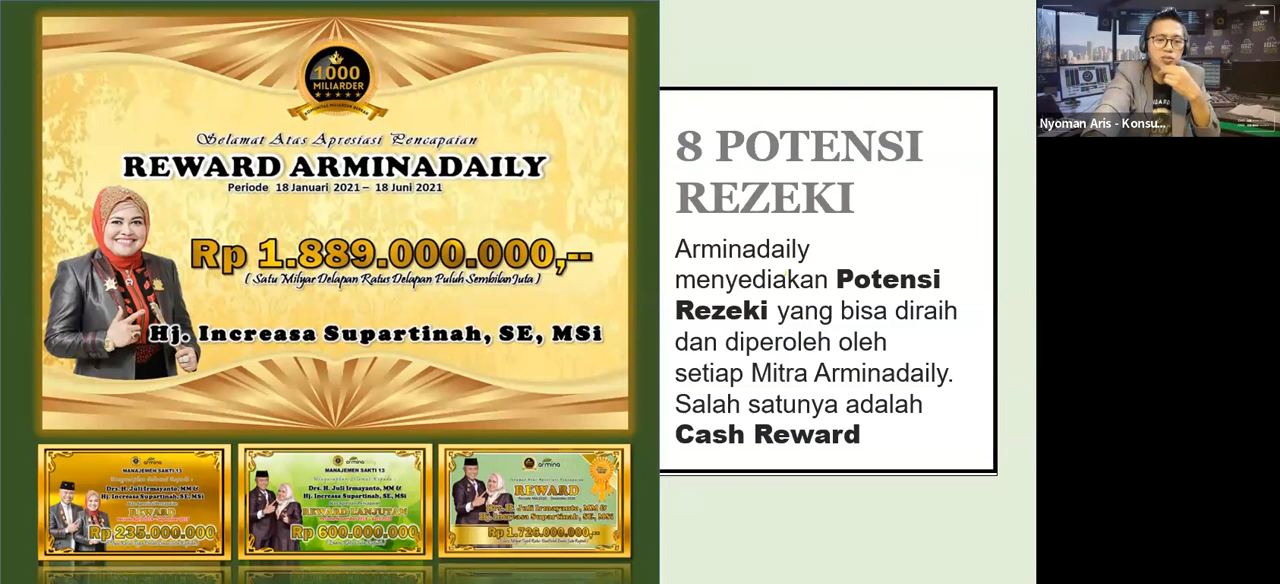 1.000
MILIARDER
Selamat Atas Apresiasi Pencapaian
REWARD ARMINADAILY
Periode 18 Januari 2021 – 18 Juni 2021
Rp 1.889.000.000,--
( Satu Milyar Delapan Ratus Delapan Puluh Sembilan Juta )
Hj. Increasa Supartinah, SE, MSi
MANAJEMEN SAKTI 13
Drs. H. Juli Irmayanto, MM &
Hj. Increasa Supartinah, SE, MSi
REWARD
Rp 235.000.000
MANAJEMEN SAKTI 13
Drs. H. Juli Irmayanto, MM &
Hj. Increasa Supartinah, SE, MSi
REWARD LANJUTAN
Rp 600.000.000
armina
REWARD
Drs. H. Juli Irmayanto, MM &
Hj. Increasa Supartinah, SE, MSi
Rp 1.726.000.000,--
8 POTENSI
REZEKI
Arminadaily
menyediakan Potensi
Rezeki yang bisa diraih
dan diperoleh oleh
setiap Mitra Arminadaily.
Salah satunya adalah
Cash Reward
Nyoman Aris - Konsu...